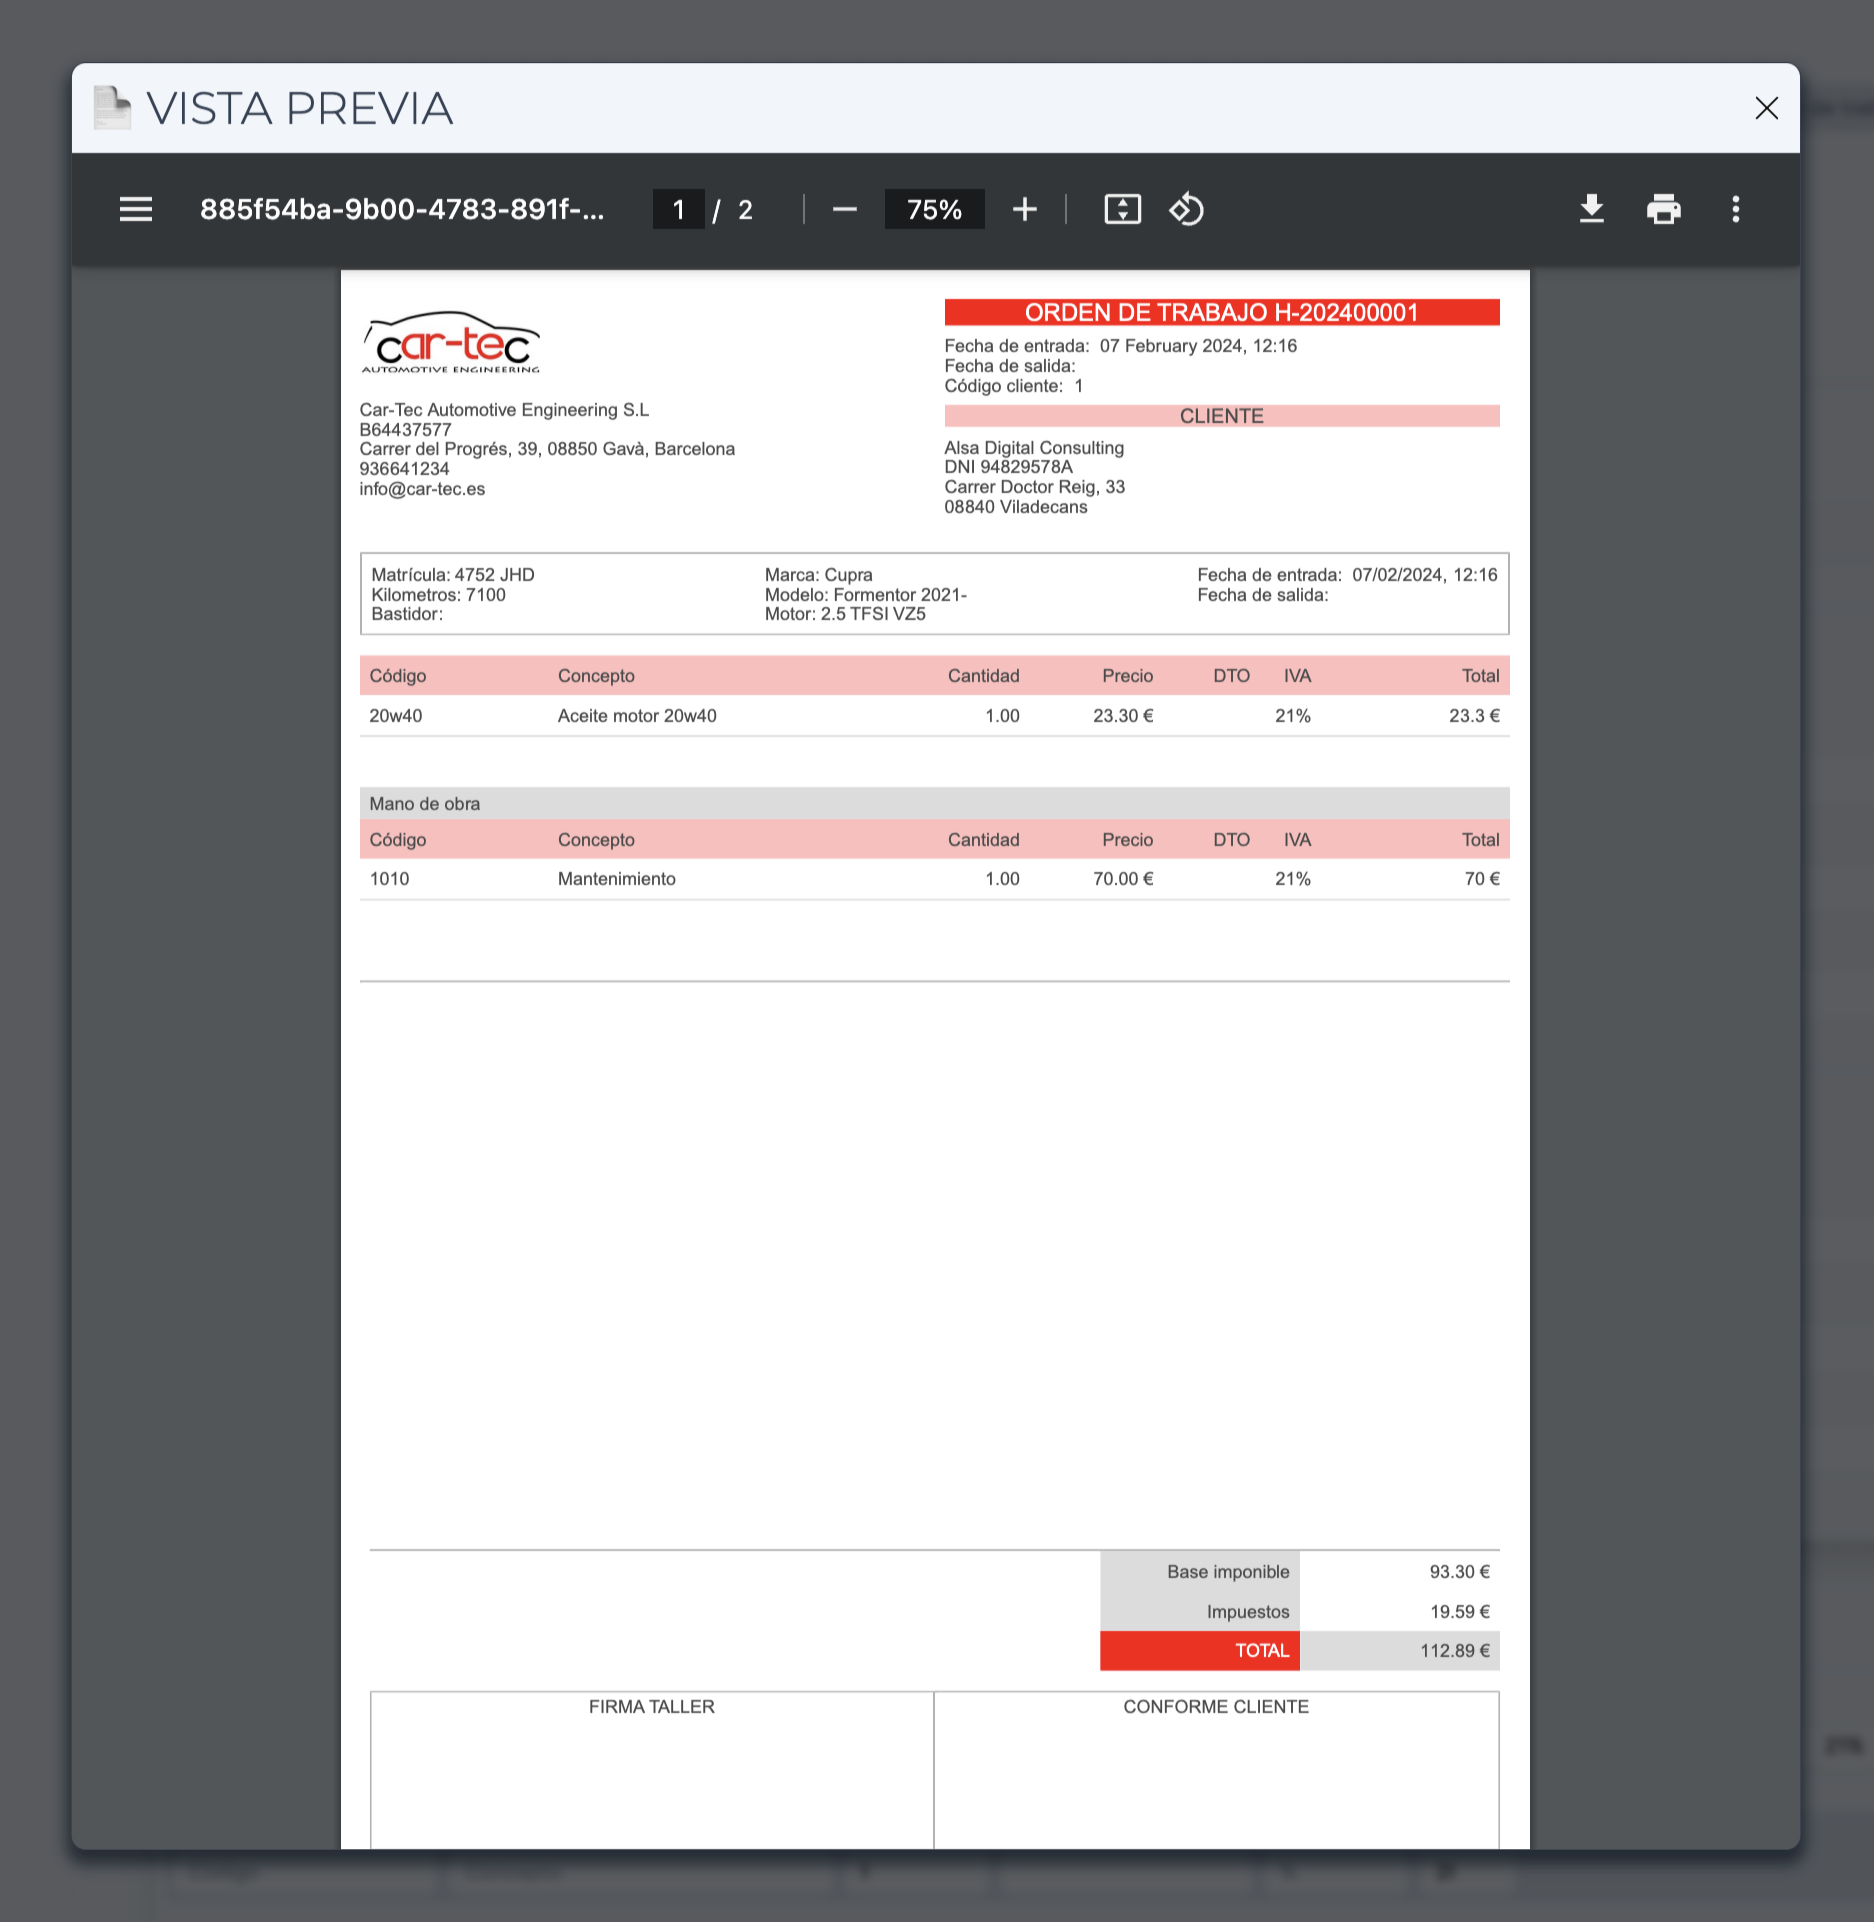 VISTA PREVIA
885f54ba-9b00-4783-891f-...
1 / 2
75%
car-tec
AUTOMOTIVE ENGINEERING
ORDEN DE TRABAJO H-202400001
Fecha de entrada: 07 February 2024, 12:16
Fecha de salida:
Código cliente: 1
Car-Tec Automotive Engineering S.L
B64437577
Carrer del Progrés, 39, 08850 Gavà, Barcelona
936641234
info@car-tec.es
CLIENTE
Alsa Digital Consulting
DNI 94829578A
Carrer Doctor Reig, 33
08840 Viladecans
Matrícula: 4752 JHD
Kilometros: 7100
Bastidor:
Marca: Cupra
Modelo: Formentor 2021-
Motor: 2.5 TFSI VZ5
Fecha de entrada: 07/02/2024, 12:16
Fecha de salida:
Código Concepto Cantidad Precio DTO IVA Total
20w40 Aceite motor 20w40 1.00 23.30 € 21% 23.3 €
Mano de obra
Código Concepto Cantidad Precio DTO IVA Total
1010 Mantenimiento 1.00 70.00 € 21% 70 €
Base imponible 93.30 €
Impuestos 19.59 €
TOTAL 112.89 €
FIRMA TALLER CONFORME CLIENTE